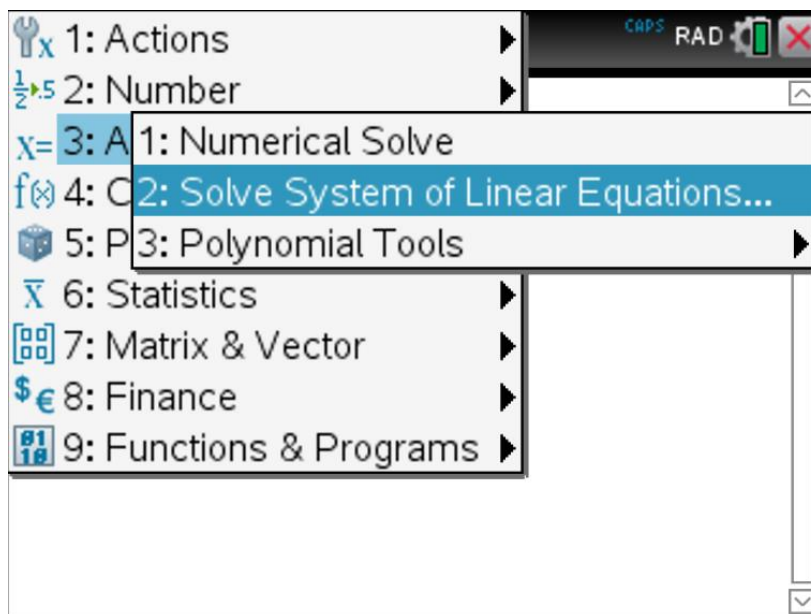 1: Actions
CAPS RAD
2: Number
3: A
1: Numerical Solve
4: C
2: Solve System of Linear Equations...
5: P
3: Polynomial Tools
6: Statistics
7: Matrix & Vector
8: Finance
9: Functions & Programs